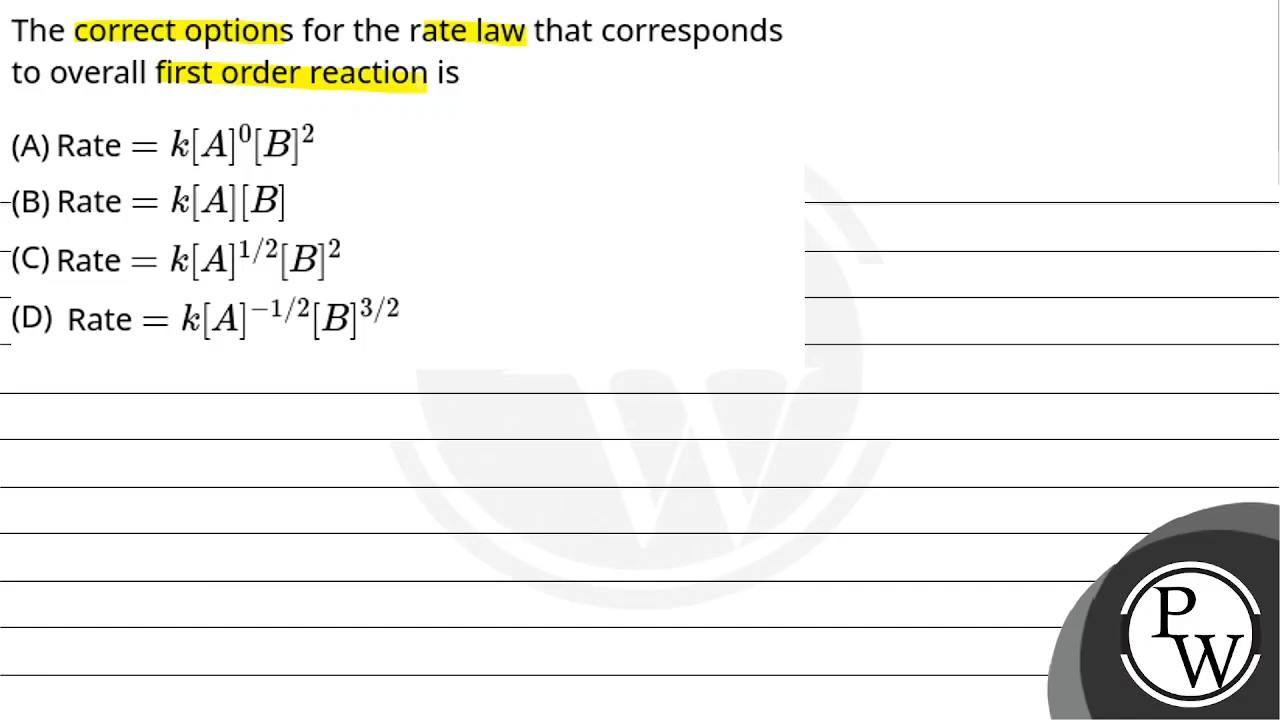 The correct options for the rate law that corresponds
to overall first order reaction is
(A) Rate = k[A]^0[B]^2
(B) Rate = k[A][B]
(C) Rate = k[A]^{1/2}[B]^2
(D) Rate = k[A]^{-1/2}[B]^{3/2}
P
W